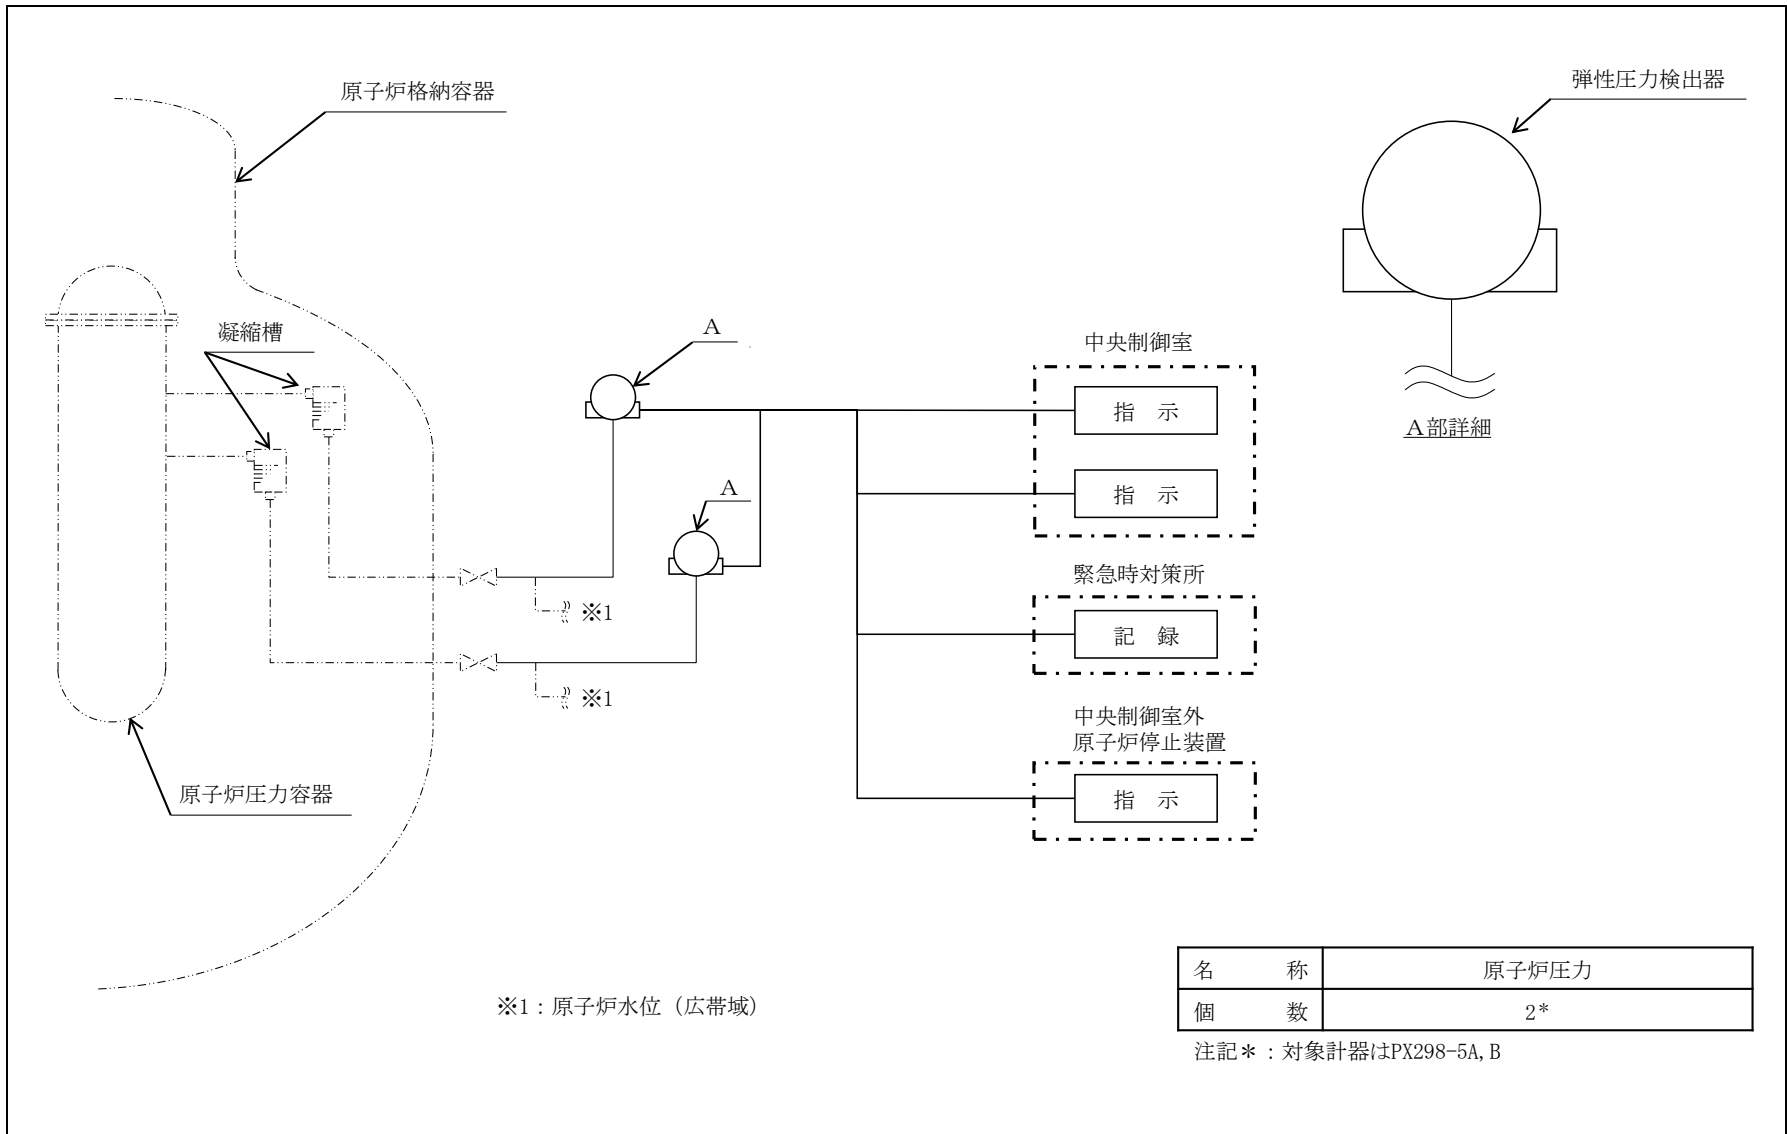 原子炉格納容器
弾性圧力検出器
凝縮槽
A
中央制御室
指 示
A部詳細
指 示
A
緊急時対策所
※1
記 録
※1
中央制御室外
原子炉停止装置
原子炉圧力容器
指 示
名 称 原子炉圧力
個 数 2*
※1：原子炉水位（広帯域）
注記＊：対象計器はPX298-5A,B